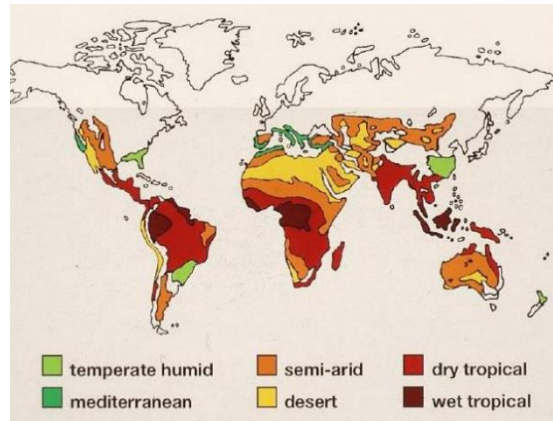 temperate humid semi-arid dry tropical
mediterranean desert wet tropical